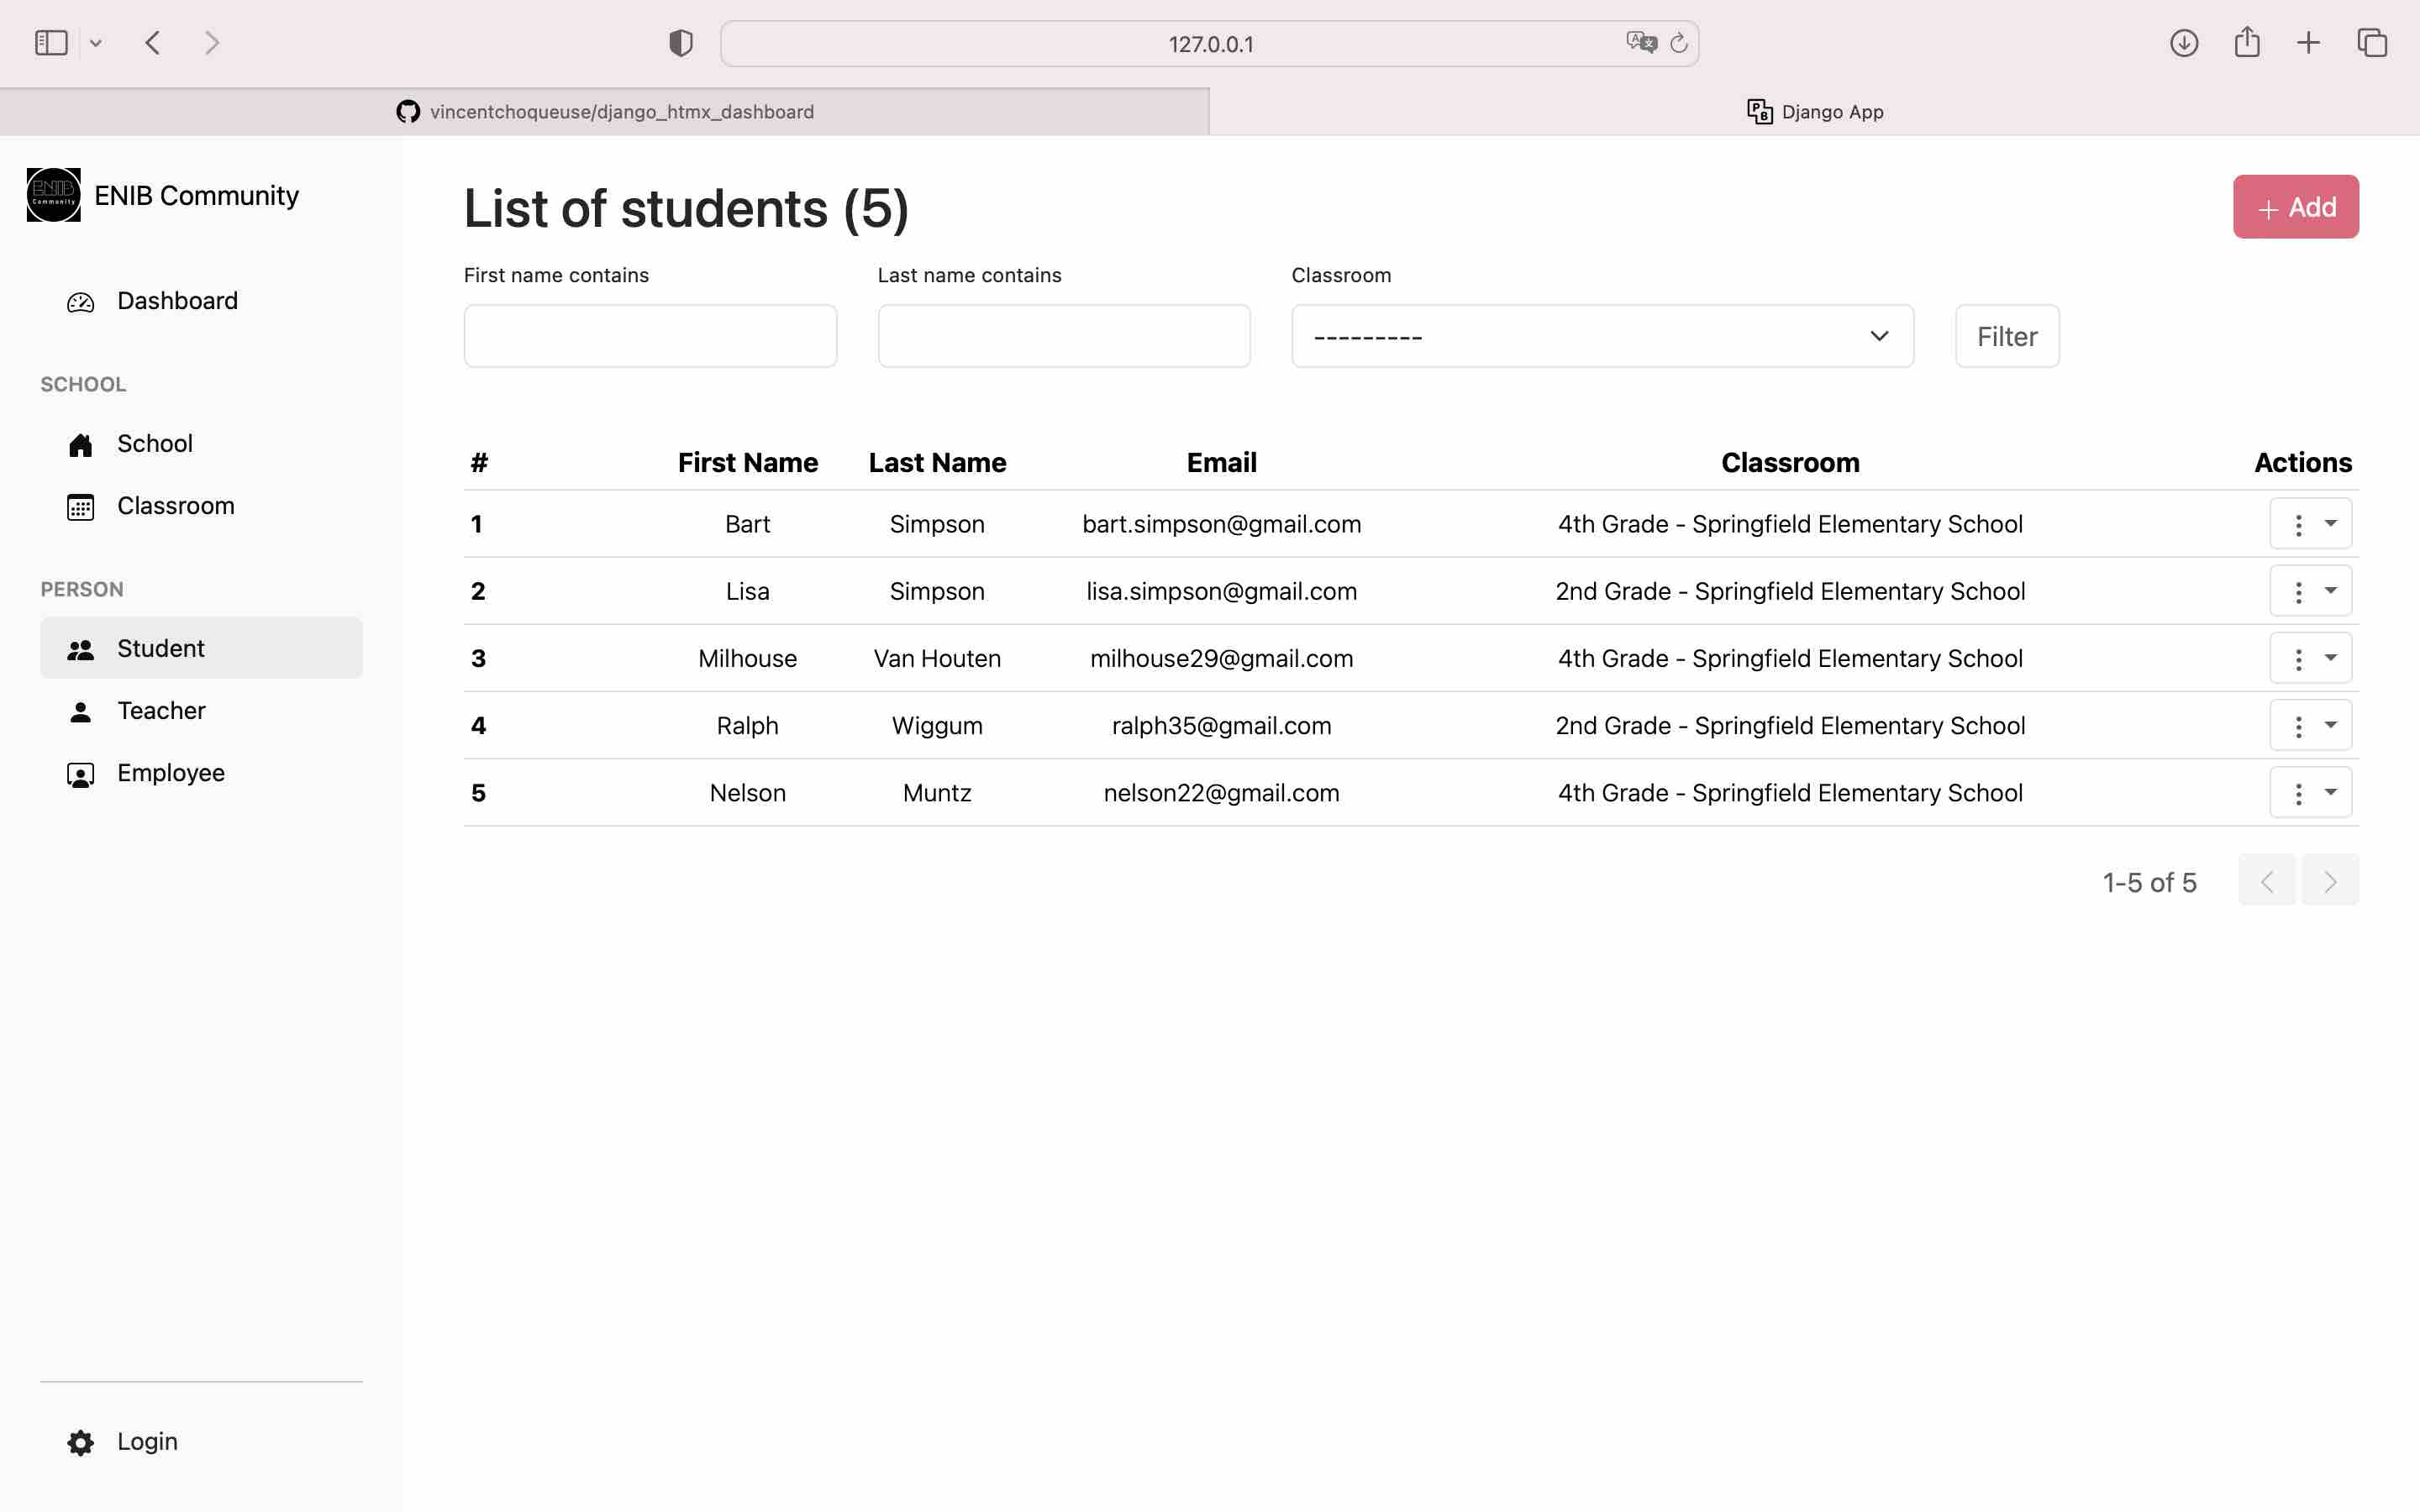 127.0.0.1
vincentchoqueuse/django_htmx_dashboard
Django App
ENIB
Community
ENIB Community
Dashboard
SCHOOL
School
Classroom
PERSON
Student
Teacher
Employee
Login
List of students (5)
+ Add
First name contains
Last name contains
Classroom
---------
Filter
# First Name Last Name Email Classroom Actions
1 Bart Simpson bart.simpson@gmail.com 4th Grade - Springfield Elementary School
2 Lisa Simpson lisa.simpson@gmail.com 2nd Grade - Springfield Elementary School
3 Milhouse Van Houten milhouse29@gmail.com 4th Grade - Springfield Elementary School
4 Ralph Wiggum ralph35@gmail.com 2nd Grade - Springfield Elementary School
5 Nelson Muntz nelson22@gmail.com 4th Grade - Springfield Elementary School
1-5 of 5